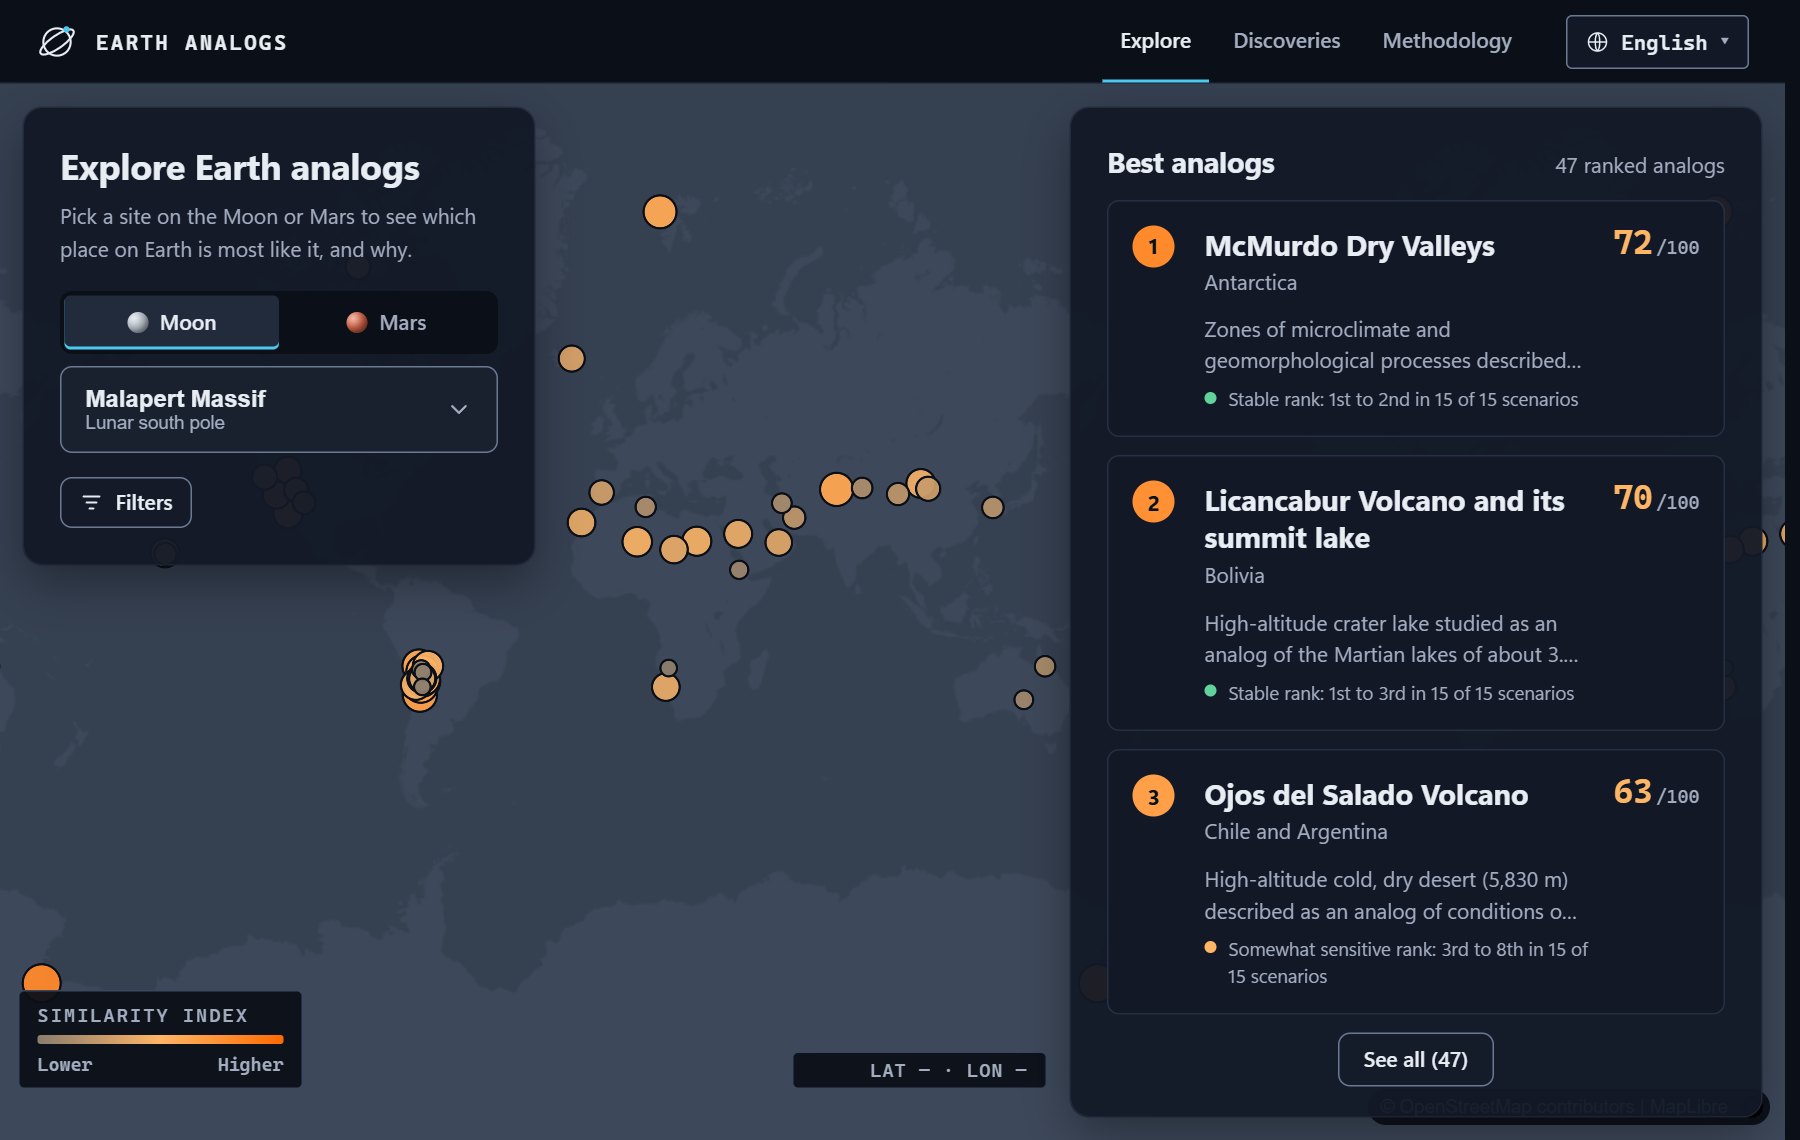 EARTH ANALOGS
Explore
Discoveries
Methodology
English
Explore Earth analogs
Pick a site on the Moon or Mars to see which
place on Earth is most like it, and why.
Moon
Mars
Malapert Massif
Lunar south pole
Filters
Best analogs
47 ranked analogs
1
McMurdo Dry Valleys
72 /100
Antarctica
Zones of microclimate and
geomorphological processes described...
Stable rank: 1st to 2nd in 15 of 15 scenarios
2
Licancabur Volcano and its
summit lake
70 /100
Bolivia
High-altitude crater lake studied as an
analog of the Martian lakes of about 3....
Stable rank: 1st to 3rd in 15 of 15 scenarios
3
Ojos del Salado Volcano
63 /100
Chile and Argentina
High-altitude cold, dry desert (5,830 m)
described as an analog of conditions o...
Somewhat sensitive rank: 3rd to 8th in 15 of
15 scenarios
See all (47)
SIMILARITY INDEX
Lower
Higher
LAT — · LON —
© OpenStreetMap contributors | MapLibre